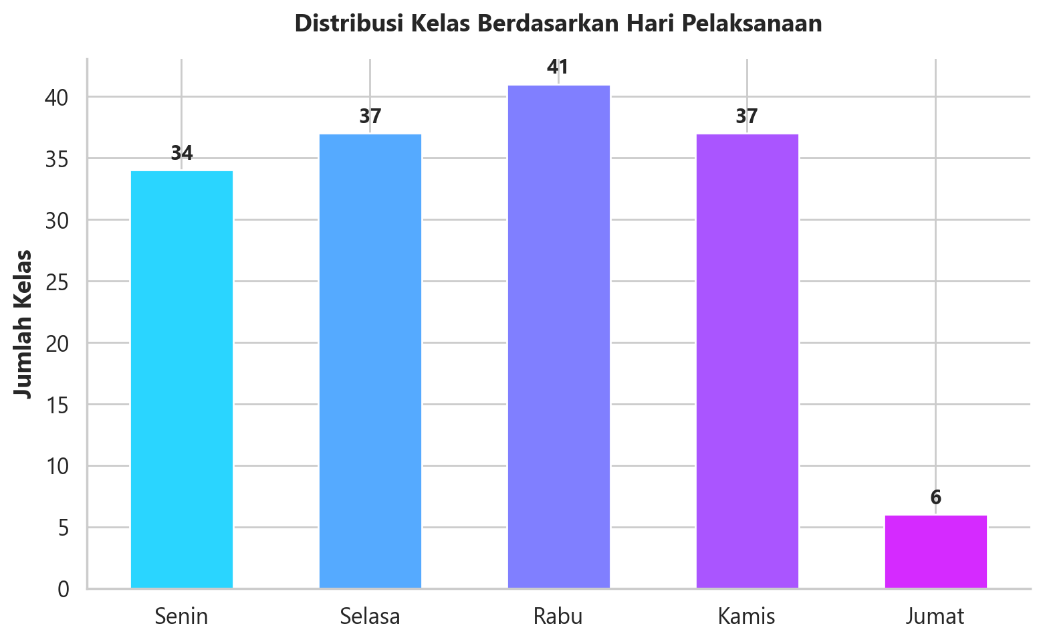 Distribusi Kelas Berdasarkan Hari Pelaksanaan
Jumlah Kelas
40
35
30
25
20
15
10
5
0
34
37
41
37
6
Senin
Selasa
Rabu
Kamis
Jumat